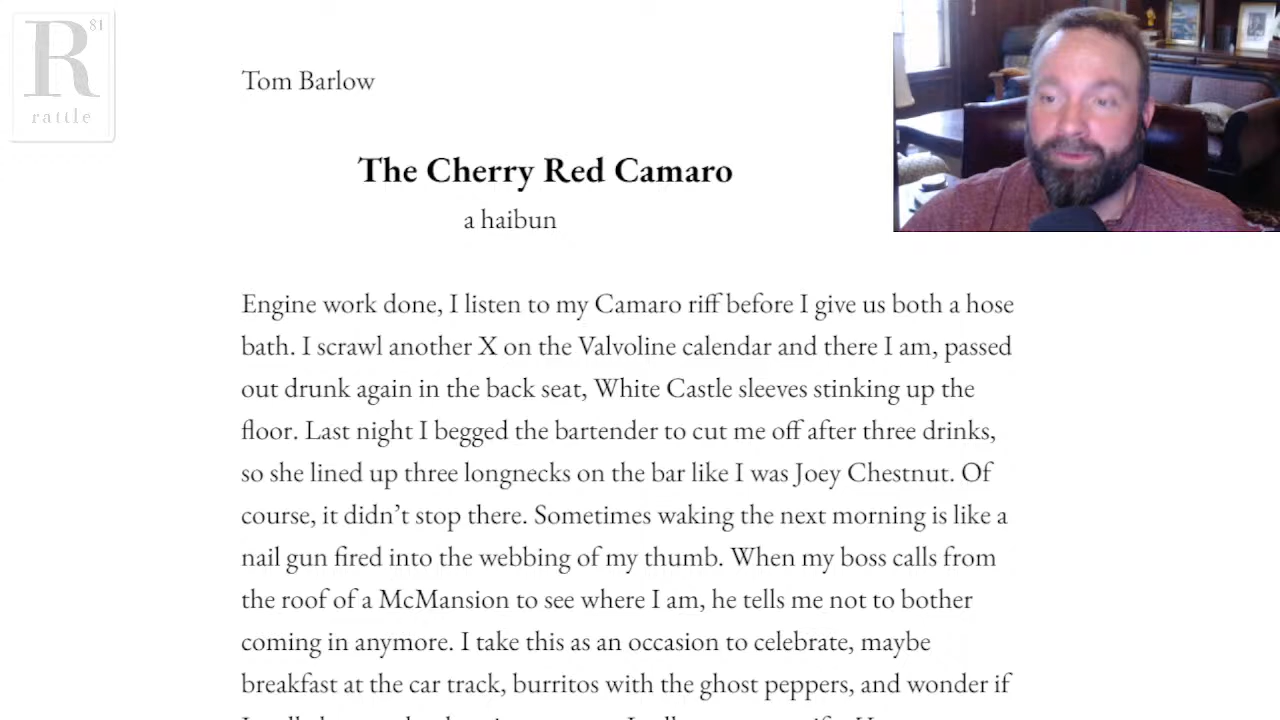 R 81
rattle
Tom Barlow
The Cherry Red Camaro
a haibun
Engine work done, I listen to my Camaro riff before I give us both a hose
bath. I scrawl another X on the Valvoline calendar and there I am, passed
out drunk again in the back seat, White Castle sleeves stinking up the
floor. Last night I begged the bartender to cut me off after three drinks,
so she lined up three longnecks on the bar like I was Joey Chestnut. Of
course, it didn’t stop there. Sometimes waking the next morning is like a
nail gun fired into the webbing of my thumb. When my boss calls from
the roof of a McMansion to see where I am, he tells me not to bother
coming in anymore. I take this as an occasion to celebrate, maybe
breakfast at the car track, burritos with the ghost peppers, and wonder if